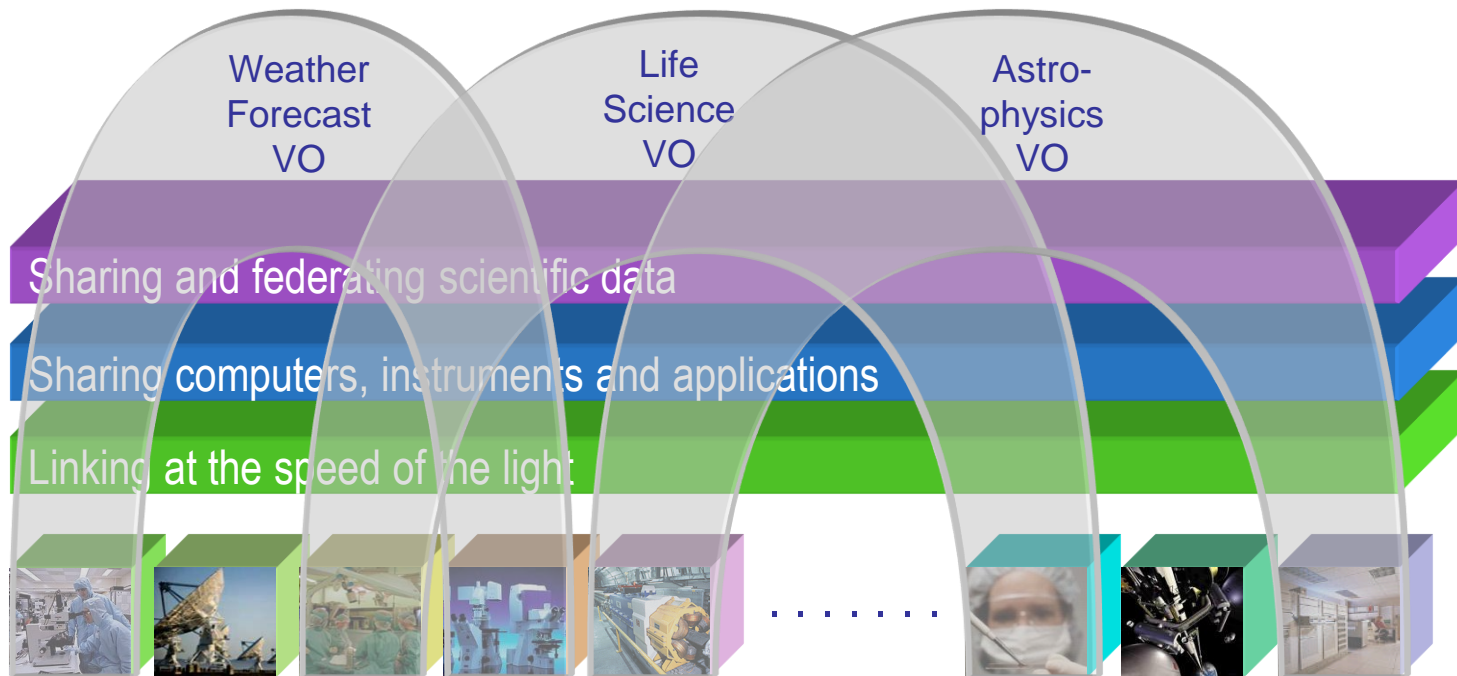 Weather
Forecast
VO
Life
Science
VO
Astro-
physics
VO
Sharing and federating scientific data
Sharing computers, instruments and applications
Linking at the speed of the light
. . . . . . .